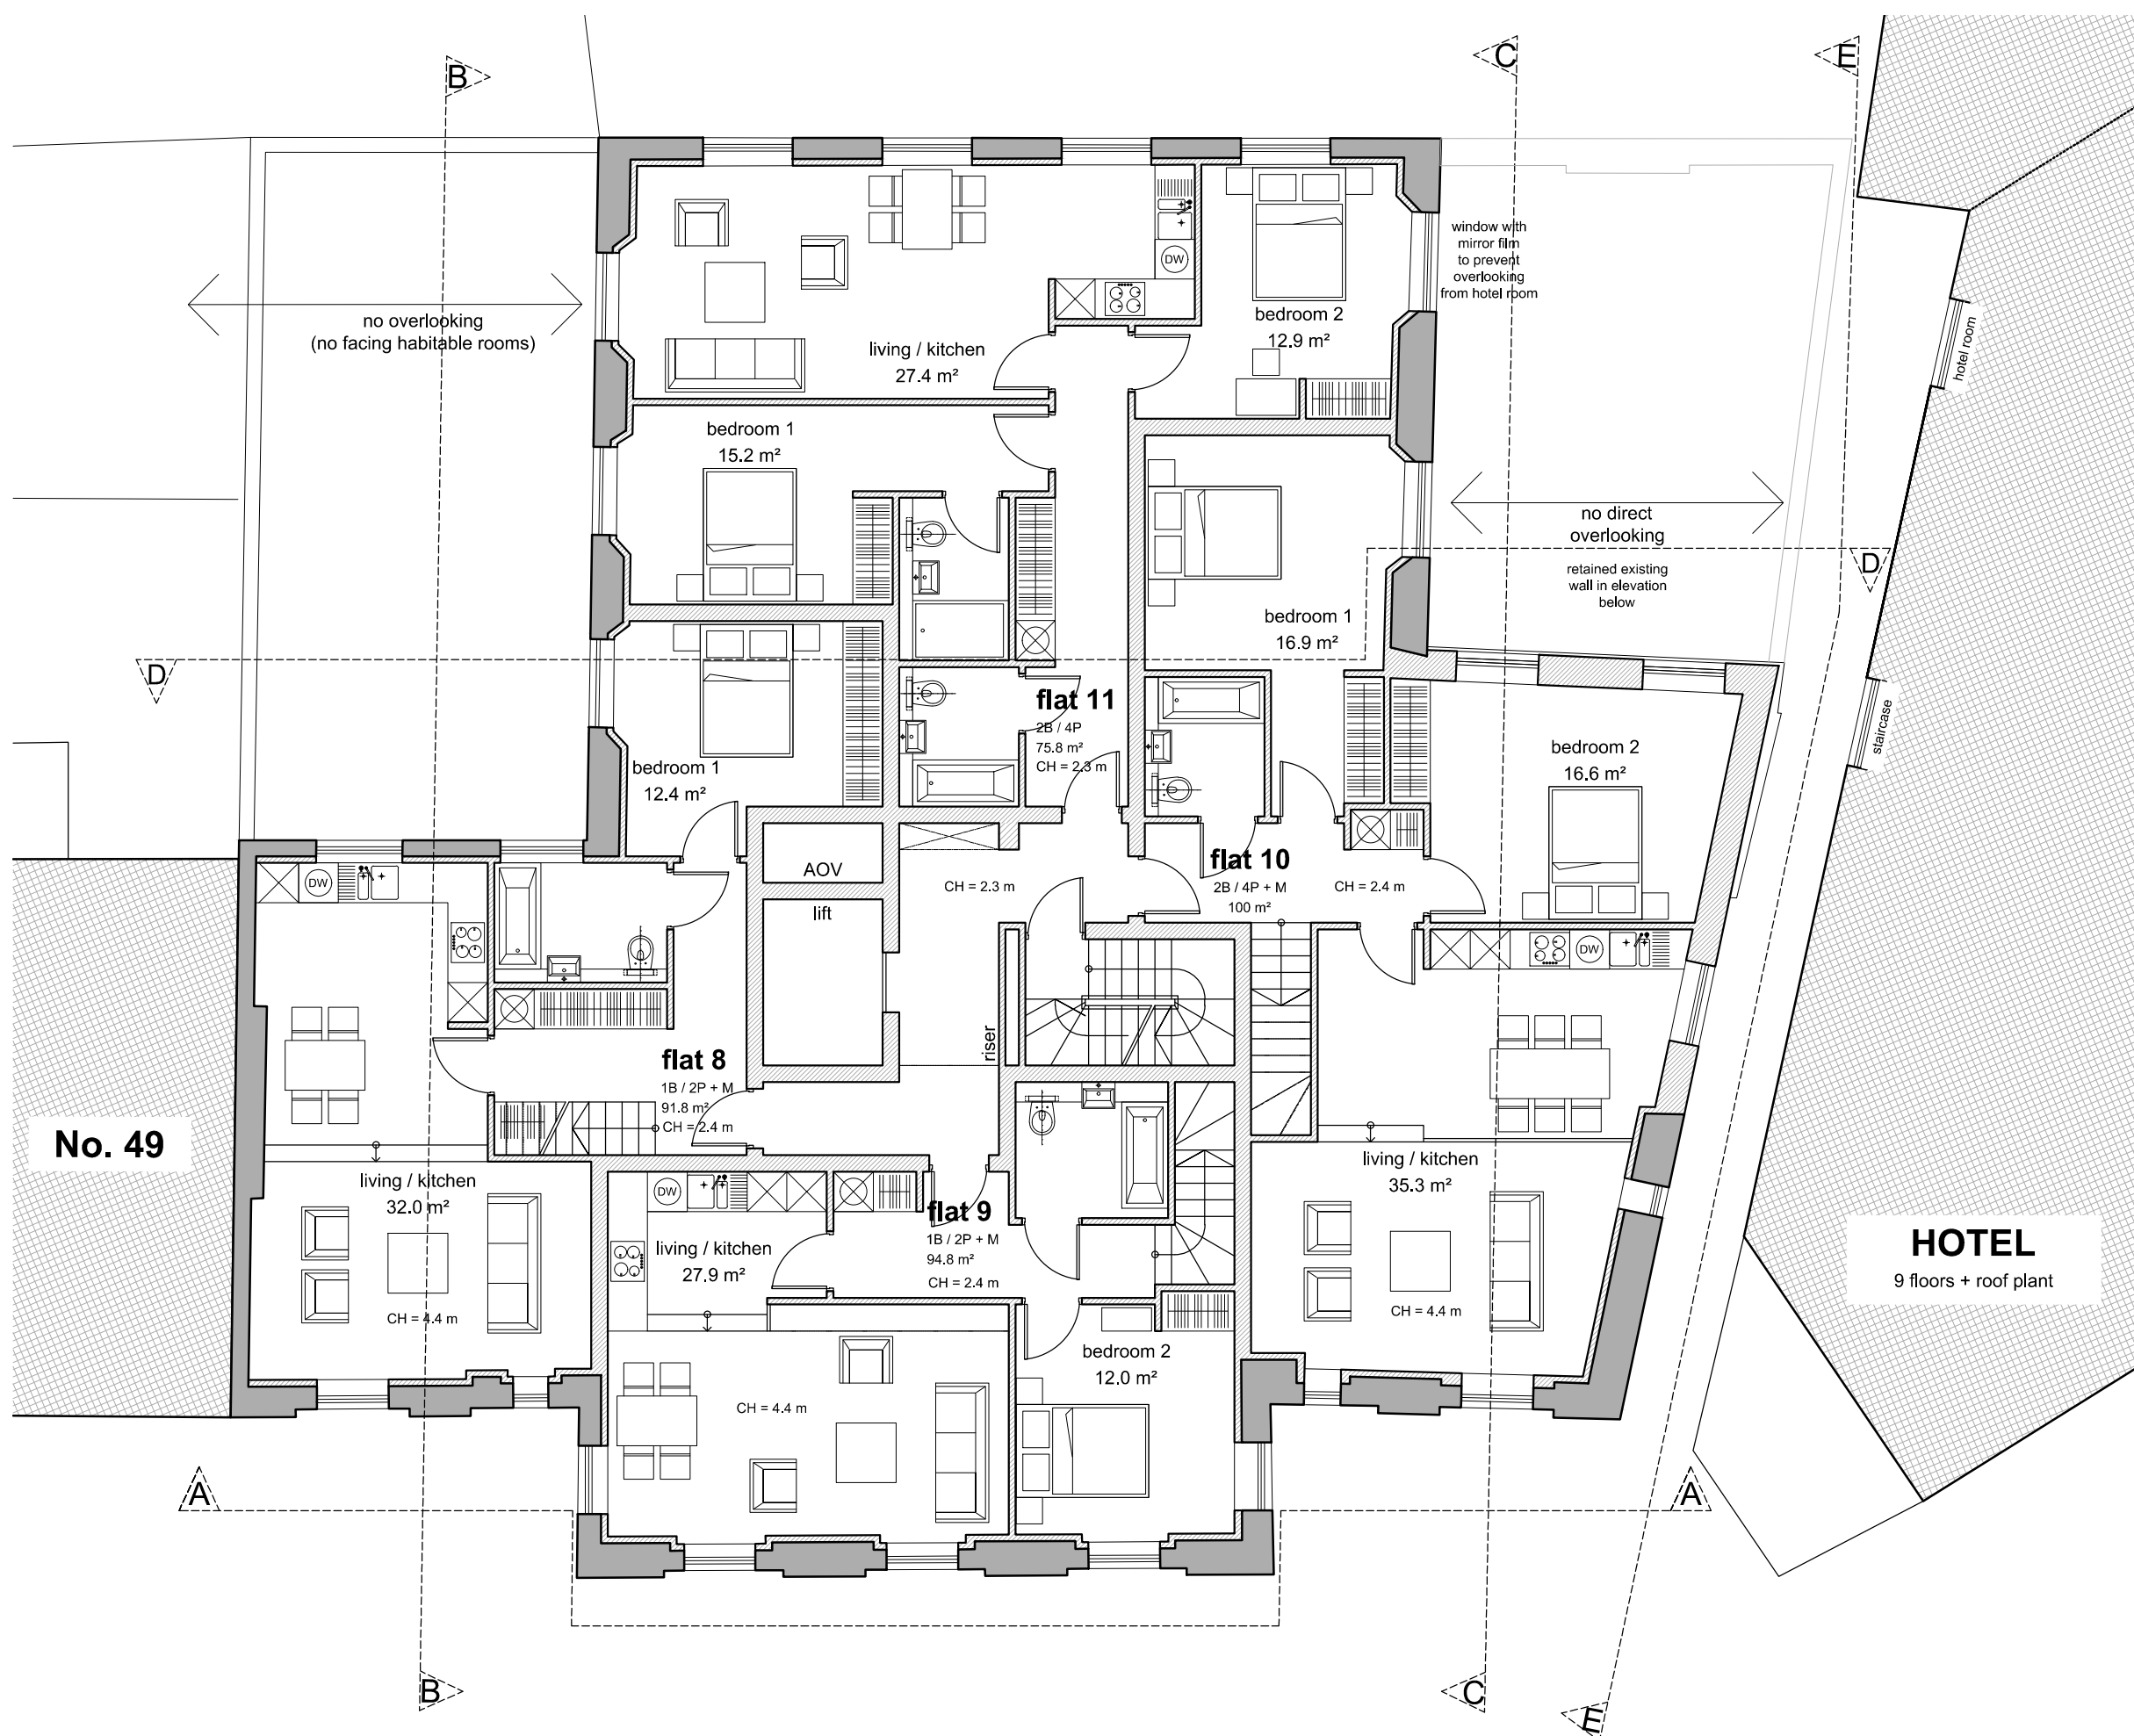 B
C
E
window with
mirror film
to prevent
overlooking
from hotel room
DW
bedroom 2
12.9 m²
no overlooking
(no facing habitable rooms)
living / kitchen
27.4 m²
hotel room
bedroom 1
15.2 m²
no direct
overlooking
retained existing
wall in elevation
below
D
bedroom 1
16.9 m²
D
flat 11
2B / 4P
75.8 m²
CH = 2.3 m
staircase
bedroom 2
16.6 m²
bedroom 1
12.4 m²
AOV
CH = 2.3 m
flat 10
2B / 4P + M
100 m²
CH = 2.4 m
DW
lift
DW
riser
flat 8
1B / 2P + M
91.8 m²
CH = 2.4 m
No. 49
living / kitchen
32.0 m²
CH = 4.4 m
DW
flat 9
1B / 2P + M
94.8 m²
CH = 2.4 m
living / kitchen
27.9 m²
living / kitchen
35.3 m²
CH = 4.4 m
HOTEL
9 floors + roof plant
bedroom 2
12.0 m²
CH = 4.4 m
A
A
B
C
E